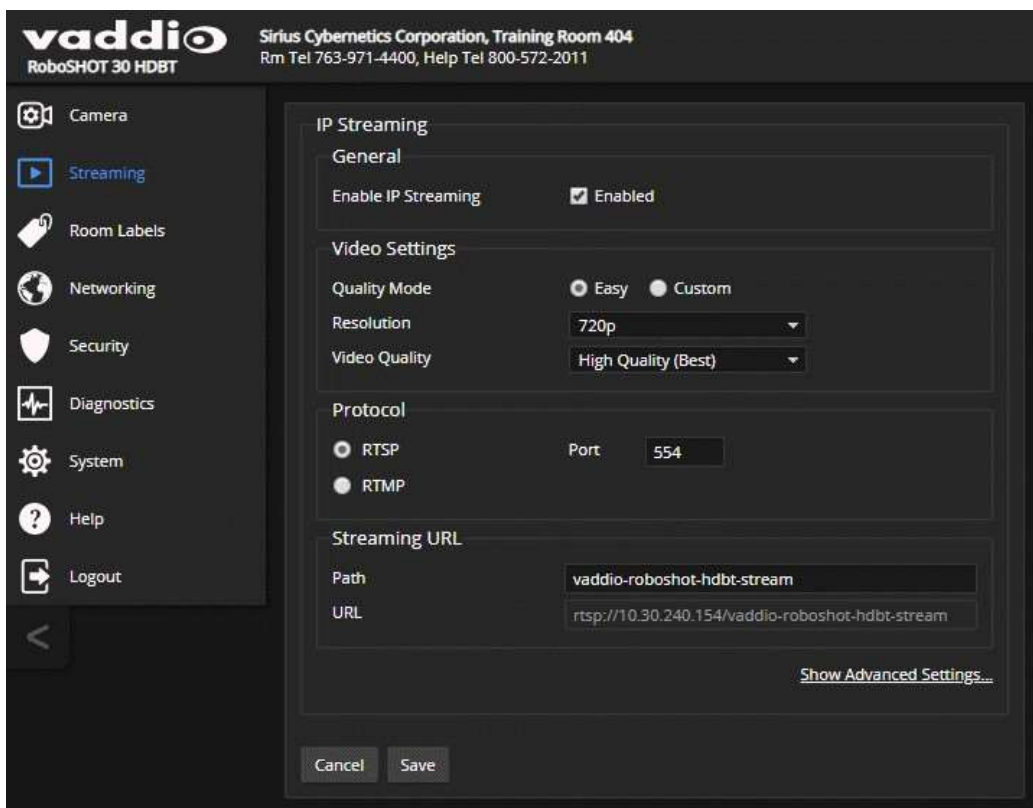 vaddio
RoboSHOT 30 HDBT
Sirius Cybernetics Corporation, Training Room 404
Rm Tel 763-971-4400, Help Tel 800-572-2011
Camera
Streaming
Room Labels
Networking
Security
Diagnostics
System
Help
Logout
<
IP Streaming
General
Enable IP Streaming Enabled
Video Settings
Quality Mode Easy Custom
Resolution 720p
Video Quality High Quality (Best)
Protocol
RTSP Port 554
RTMP
Streaming URL
Path vaddio-roboshot-hdbt-stream
URL rtsp://10.30.240.154/vaddio-roboshot-hdbt-stream
Show Advanced Settings...
Cancel Save